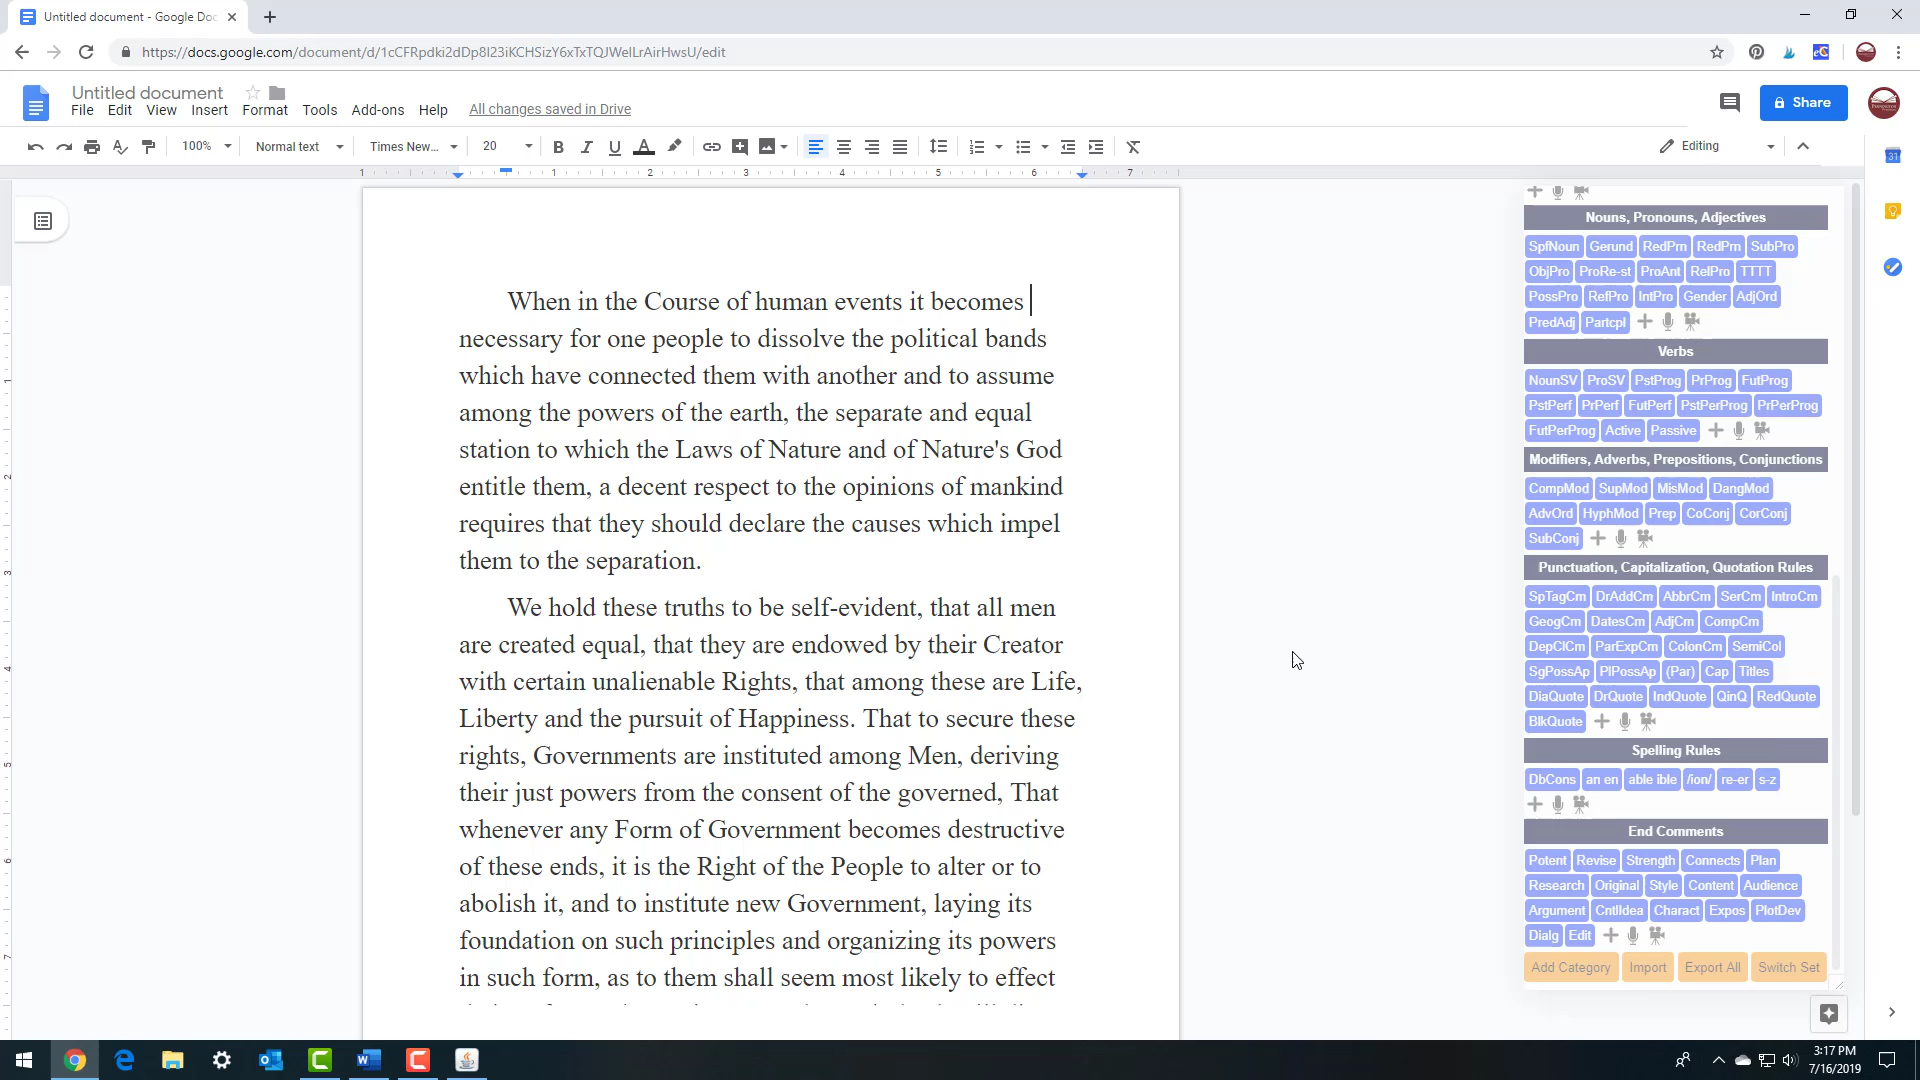 Untitled document - Google Doc
https://docs.google.com/document/d/1cCFRpdki2dDp8I23iKCHSizY6xTxTQJWelLrAirHwsU/edit
Untitled document
File Edit View Insert Format Tools Add-ons Help All changes saved in Drive
Share
100% Normal text Times New... 20 Editing
1 1 2 3 4 5 6 7
When in the Course of human events it becomes
necessary for one people to dissolve the political bands
which have connected them with another and to assume
among the powers of the earth, the separate and equal
station to which the Laws of Nature and of Nature's God
entitle them, a decent respect to the opinions of mankind
requires that they should declare the causes which impel
them to the separation.
We hold these truths to be self-evident, that all men
are created equal, that they are endowed by their Creator
with certain unalienable Rights, that among these are Life,
Liberty and the pursuit of Happiness. That to secure these
rights, Governments are instituted among Men, deriving
their just powers from the consent of the governed, That
whenever any Form of Government becomes destructive
of these ends, it is the Right of the People to alter or to
abolish it, and to institute new Government, laying its
foundation on such principles and organizing its powers
in such form, as to them shall seem most likely to effect
Nouns, Pronouns, Adjectives
SpfNoun Gerund RedPrn RedPrn SubPro
ObjPro ProRe-st ProAnt RelPro TTTT
PossPro RefPro IntPro Gender AdjOrd
PredAdj Partcpl
Verbs
NounSV ProSV PstProg PrProg FutProg
PstPerf PrPerf FutPerf PstPerProg PrPerProg
FutPerProg Active Passive
Modifiers, Adverbs, Prepositions, Conjunctions
CompMod SupMod MisMod DangMod
AdvOrd HyphMod Prep CoConj CorConj
SubConj
Punctuation, Capitalization, Quotation Rules
SpTagCm DrAddCm AbbrCm SerCm IntroCm
GeogCm DatesCm AdjCm CompCm
DepClCm ParExpCm ColonCm SemiCol
SgPossAp PlPossAp (Par) Cap Titles
DiaQuote DrQuote IndQuote QinQ RedQuote
BlkQuote
Spelling Rules
DbCons an en able ible /ion/ re-er s-z
End Comments
Potent Revise Strength Connects Plan
Research Original Style Content Audience
Argument CntlIdea Charact Expos PlotDev
Dialg Edit
Add Category Import Export All Switch Set
3:17 PM
7/16/2019